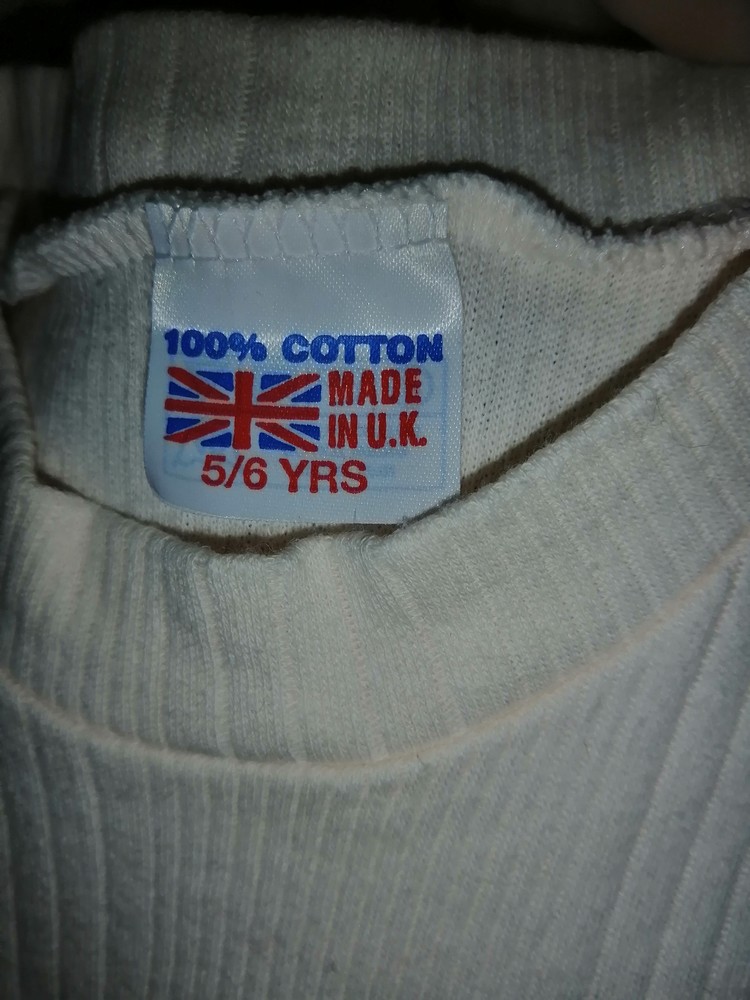 100% COTTON
MADE
IN U.K.
5/6 YRS